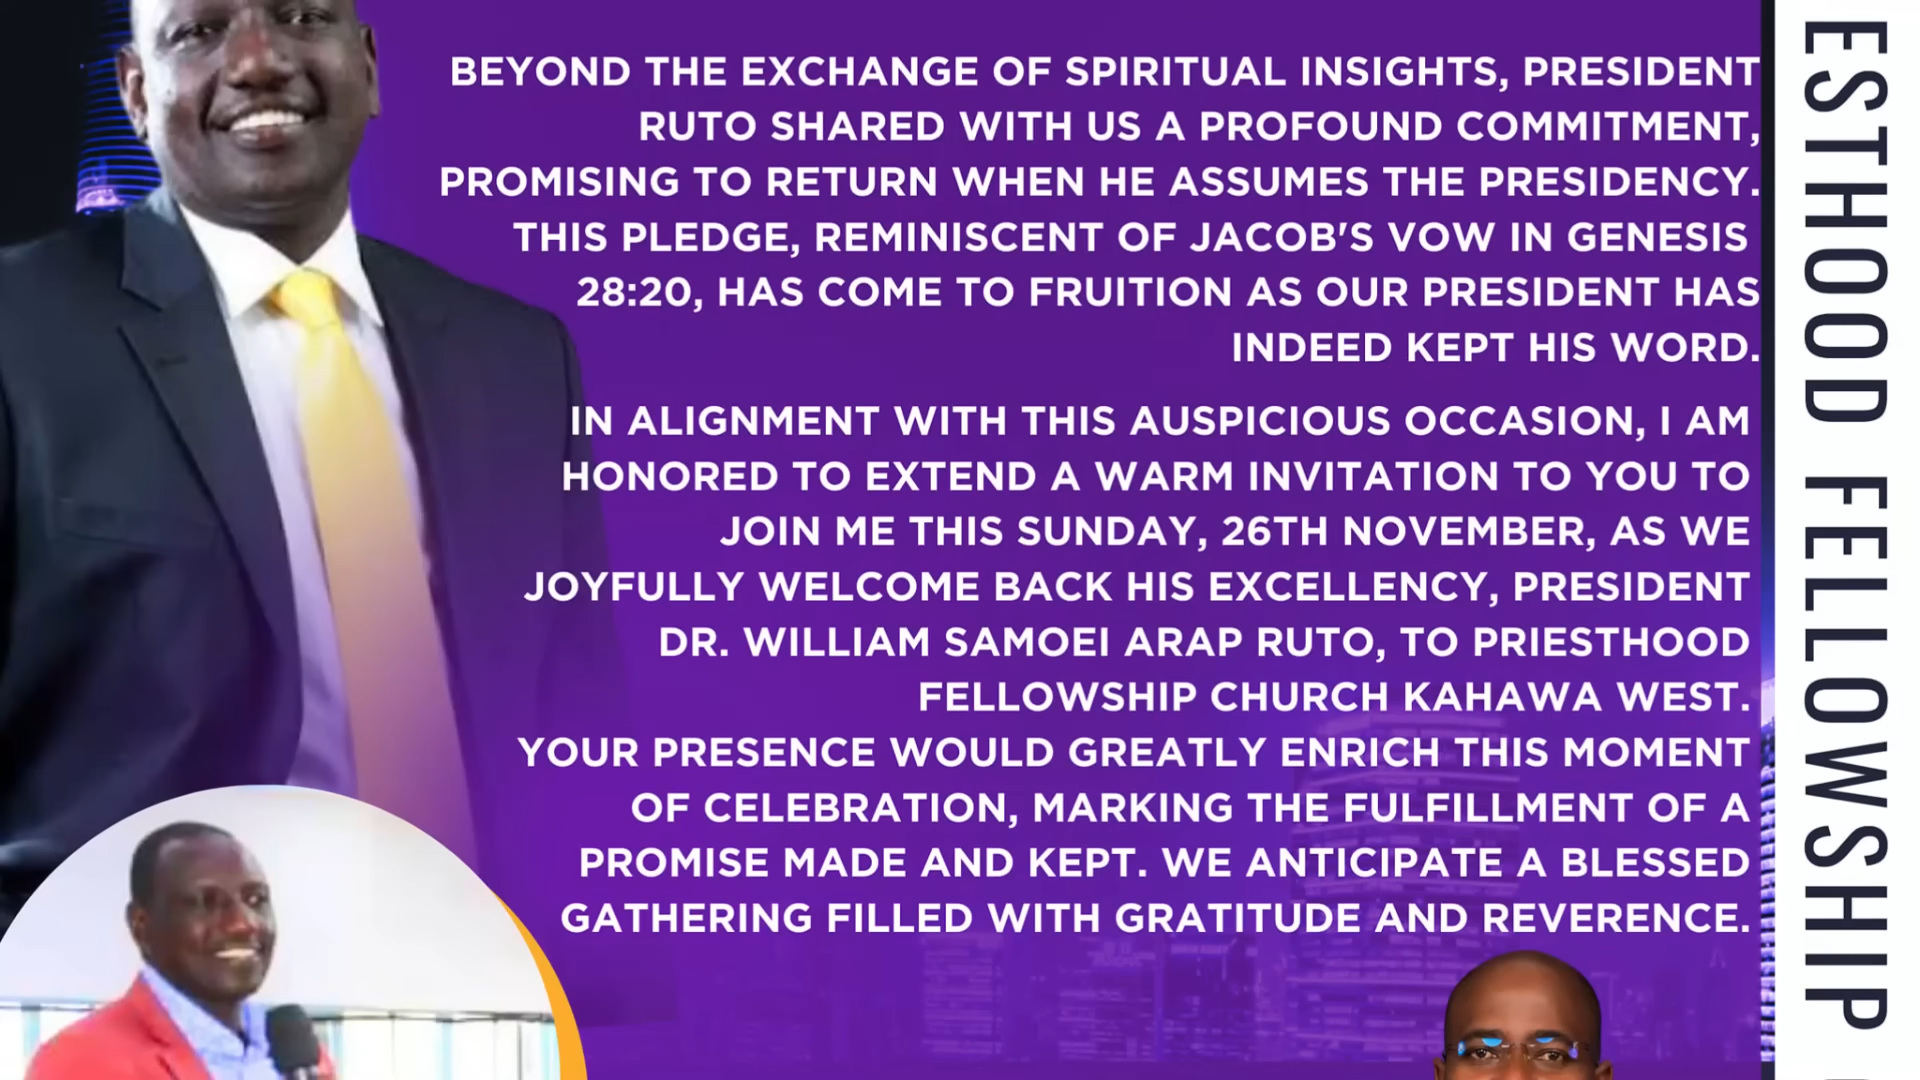 BEYOND THE EXCHANGE OF SPIRITUAL INSIGHTS, PRESIDENT
RUTO SHARED WITH US A PROFOUND COMMITMENT,
PROMISING TO RETURN WHEN HE ASSUMES THE PRESIDENCY.
THIS PLEDGE, REMINISCENT OF JACOB'S VOW IN GENESIS
28:20, HAS COME TO FRUITION AS OUR PRESIDENT HAS
INDEED KEPT HIS WORD.
IN ALIGNMENT WITH THIS AUSPICIOUS OCCASION, I AM
HONORED TO EXTEND A WARM INVITATION TO YOU TO
JOIN ME THIS SUNDAY, 26TH NOVEMBER, AS WE
JOYFULLY WELCOME BACK HIS EXCELLENCY, PRESIDENT
DR. WILLIAM SAMOEI ARAP RUTO, TO PRIESTHOOD
FELLOWSHIP CHURCH KAHAWA WEST.
YOUR PRESENCE WOULD GREATLY ENRICH THIS MOMENT
OF CELEBRATION, MARKING THE FULFILLMENT OF A
PROMISE MADE AND KEPT. WE ANTICIPATE A BLESSED
GATHERING FILLED WITH GRATITUDE AND REVERENCE.
ESTHOOD FELLOWSHIP